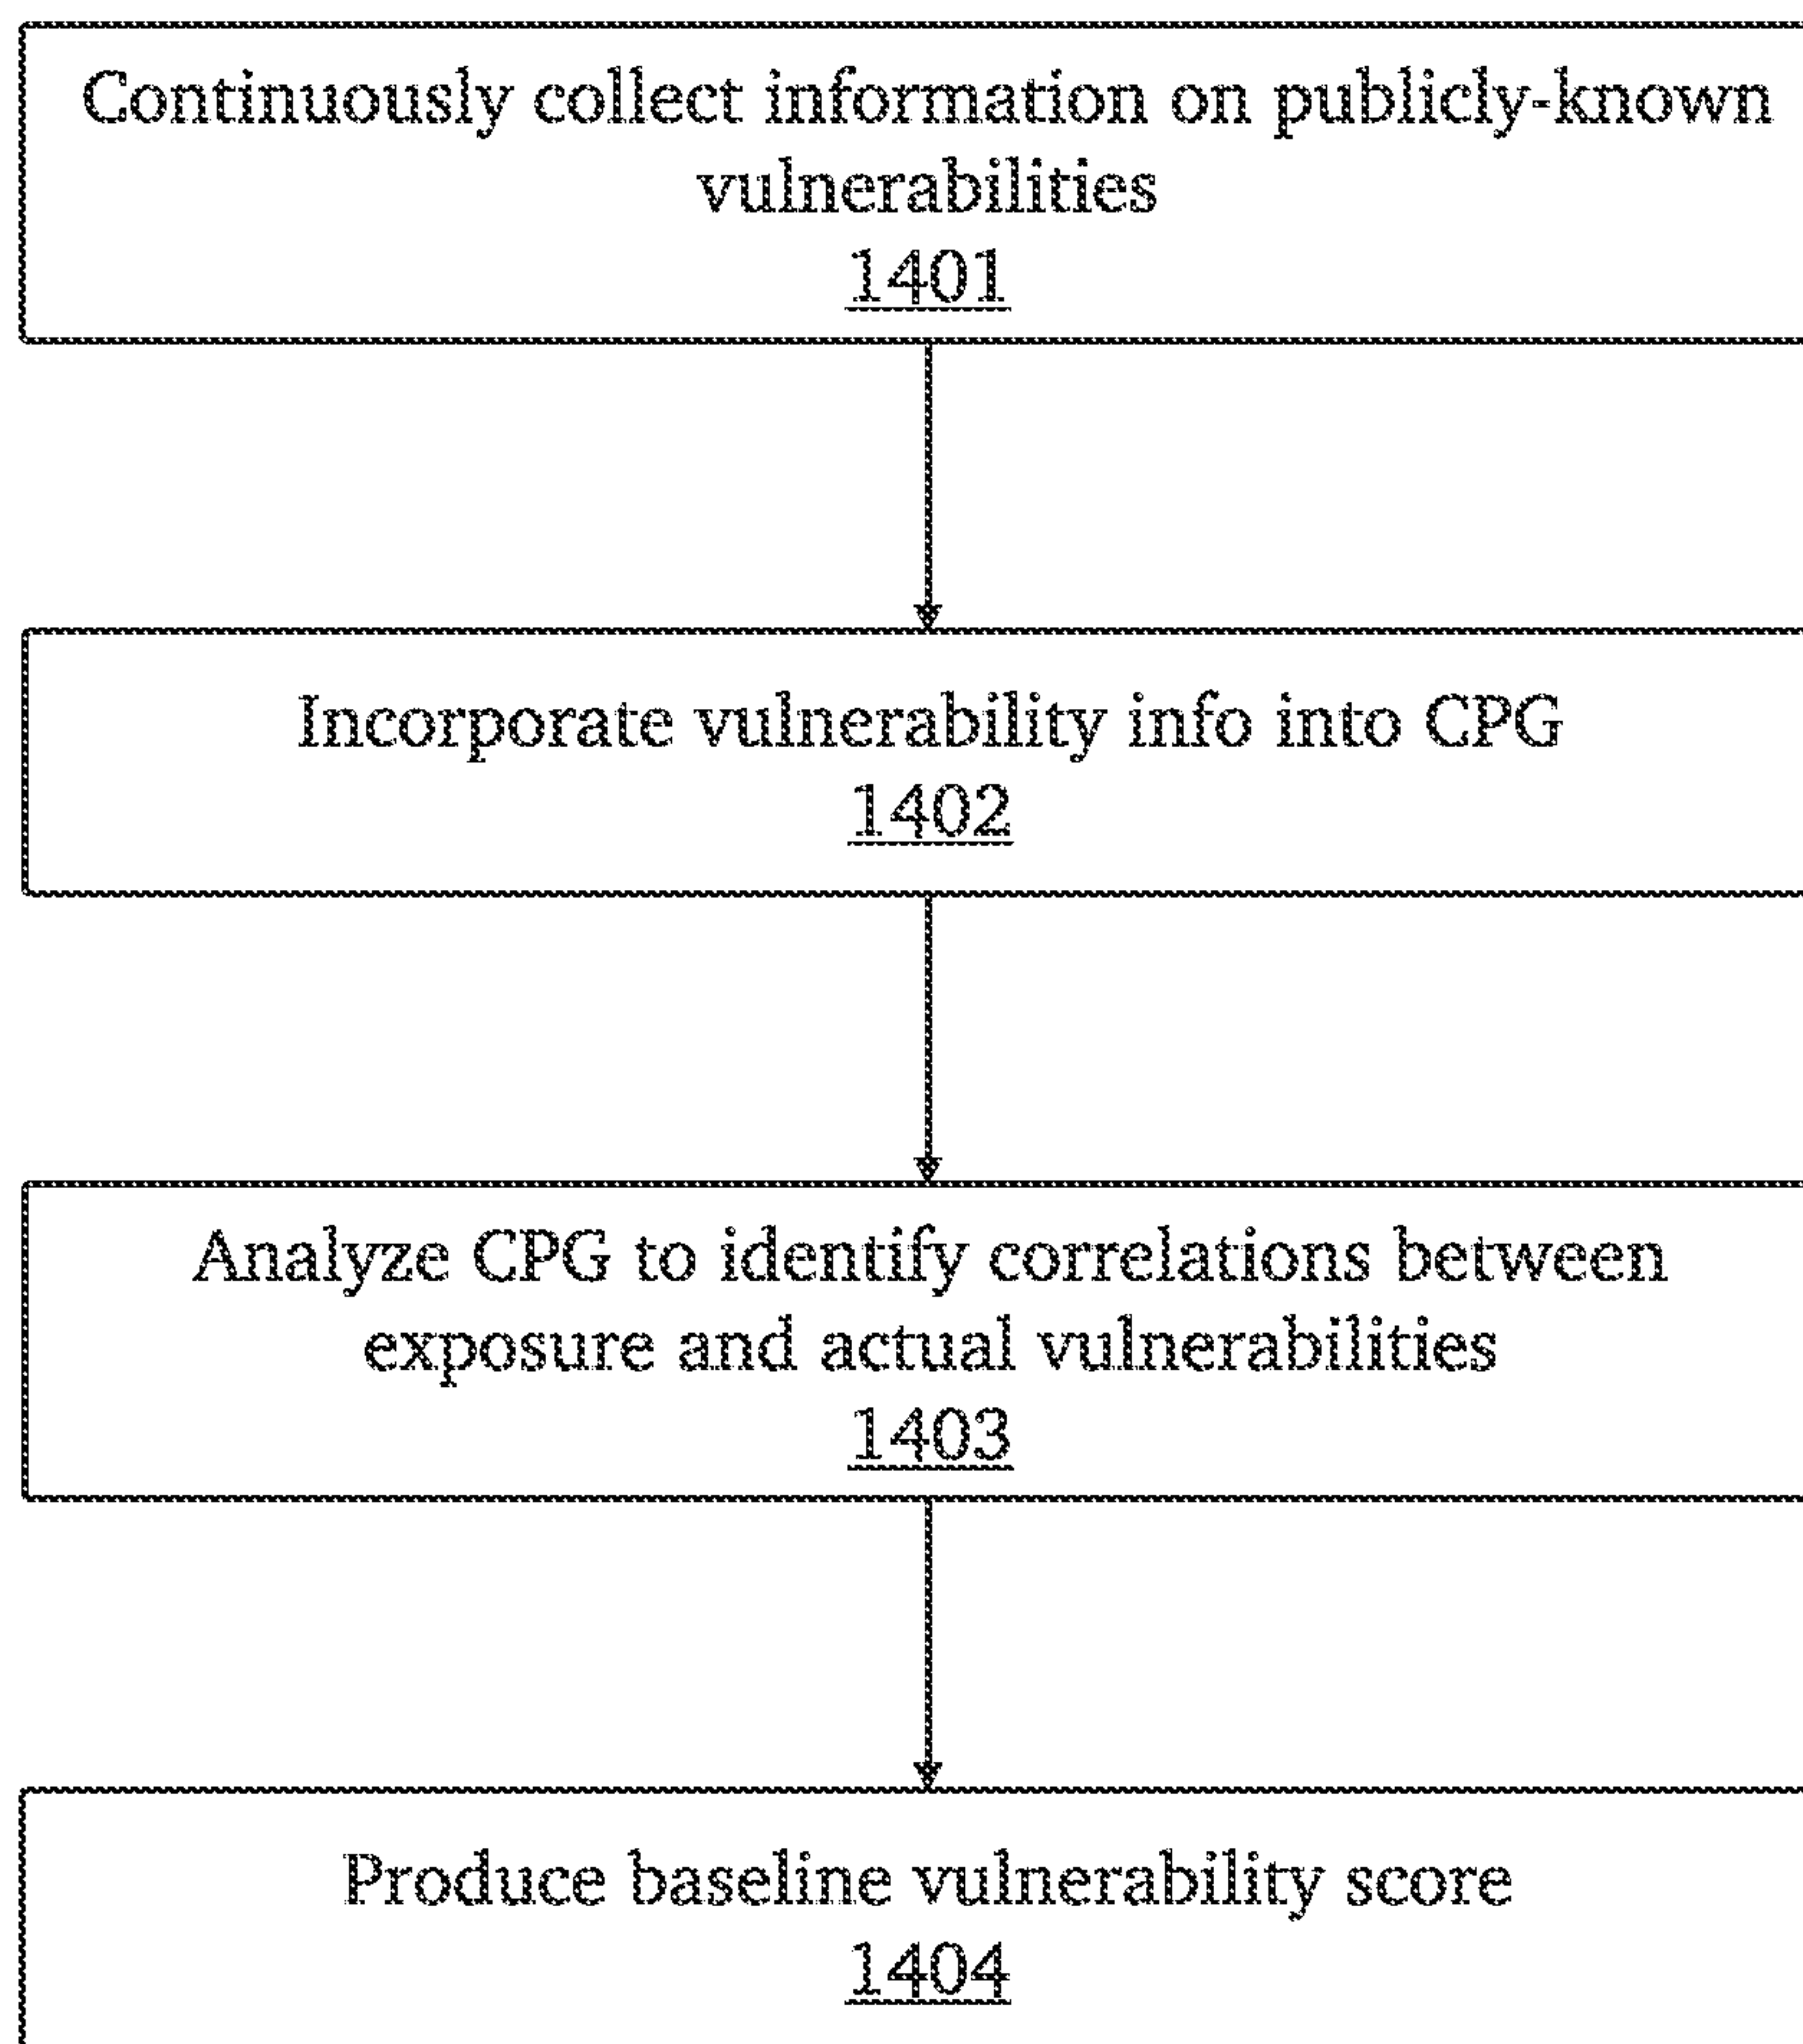 Continuously collect information on publicly-known
vulnerabilities
1401
Incorporate vulnerability info into CPG
1402
Analyze CPG to identify correlations between
exposure and actual vulnerabilities
1403
Produce baseline vulnerability score
1404